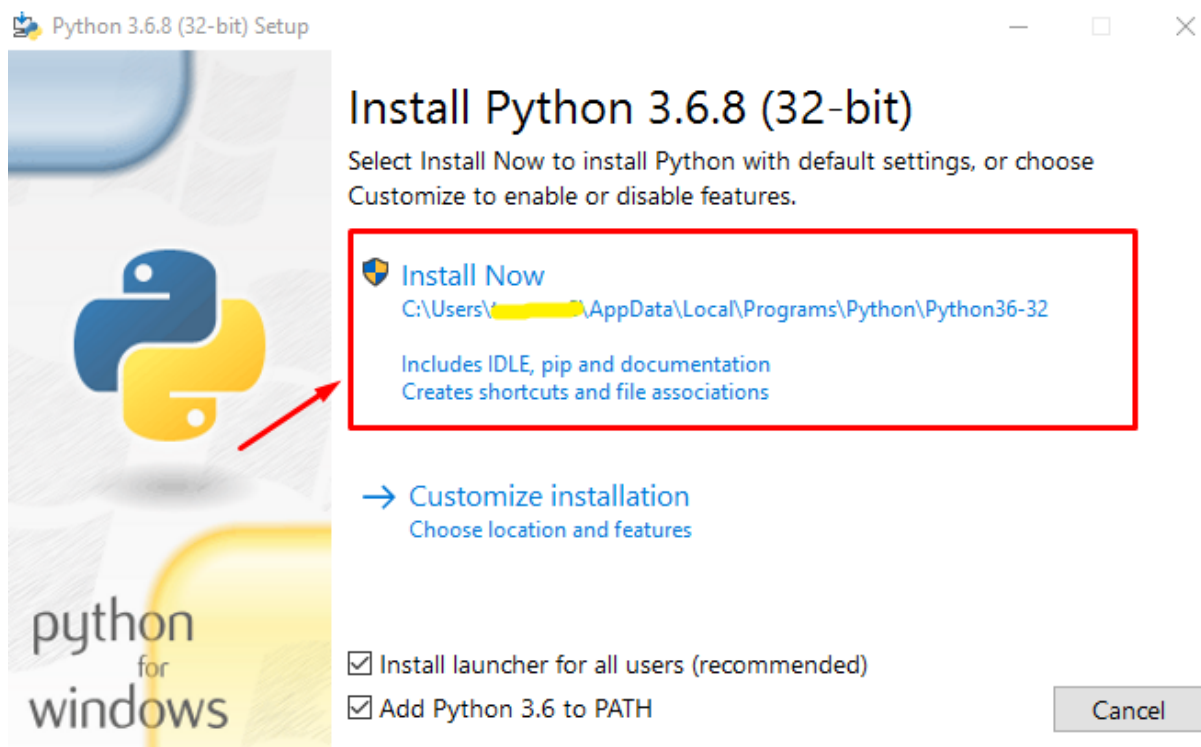 Python 3.6.8 (32-bit) Setup
Install Python 3.6.8 (32-bit)
Select Install Now to install Python with default settings, or choose
Customize to enable or disable features.
Install Now
C:\Users\ \AppData\Local\Programs\Python\Python36-32
Includes IDLE, pip and documentation
Creates shortcuts and file associations
Customize installation
Choose location and features
python
for
windows
Install launcher for all users (recommended)
Add Python 3.6 to PATH
Cancel